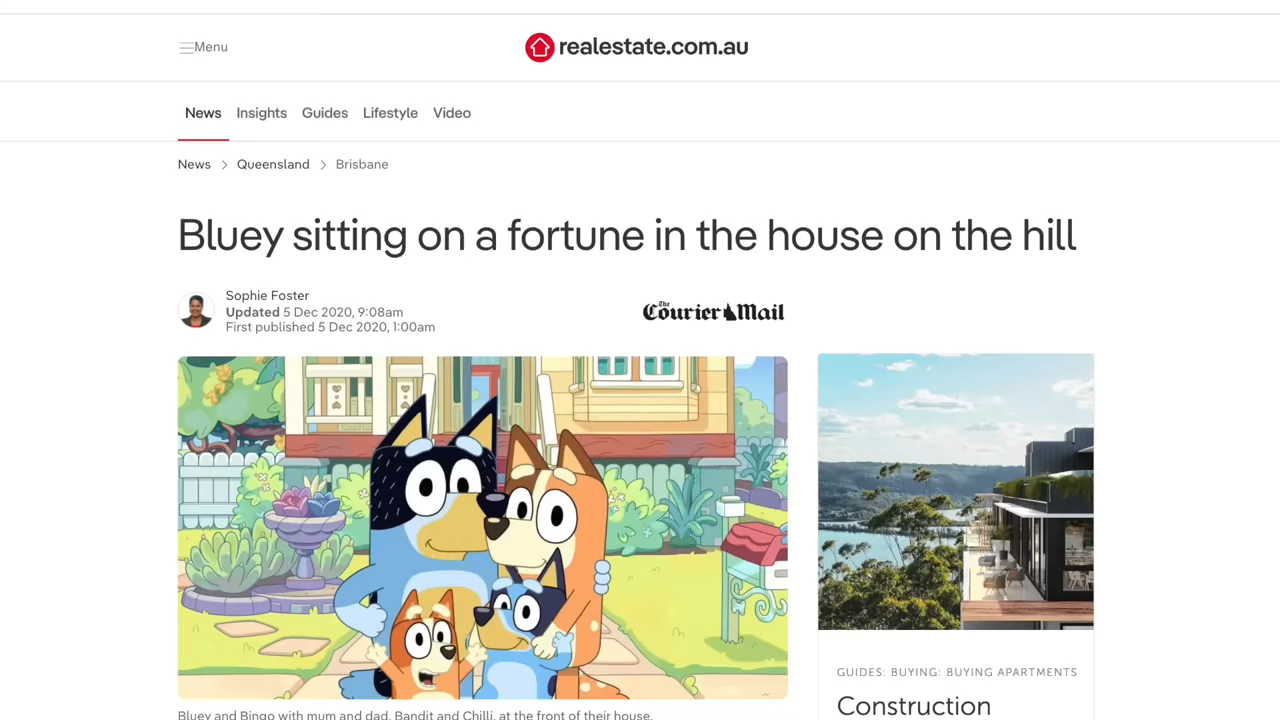 Menu
realestate.com.au
News Insights Guides Lifestyle Video
News > Queensland > Brisbane
Bluey sitting on a fortune in the house on the hill
Sophie Foster
Updated 5 Dec 2020, 9:08am
First published 5 Dec 2020, 1:00am
The Courier Mail
GUIDES: BUYING: BUYING APARTMENTS
Construction
Bluey and Bingo with mum and dad, Bandit and Chilli, at the front of their house.